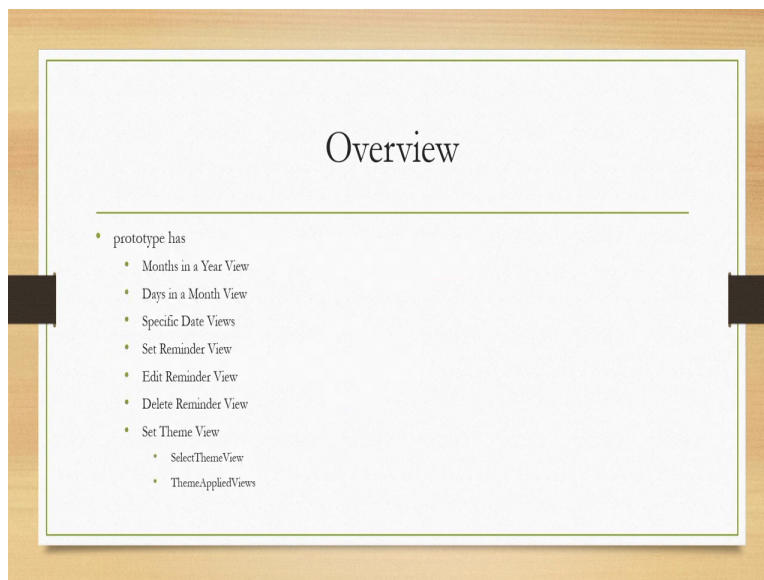 Overview
prototype has
Months in a Year View
Days in a Month View
Specific Date Views
Set Reminder View
Edit Reminder View
Delete Reminder View
Set Theme View
SelectThemeView
ThemeAppliedViews